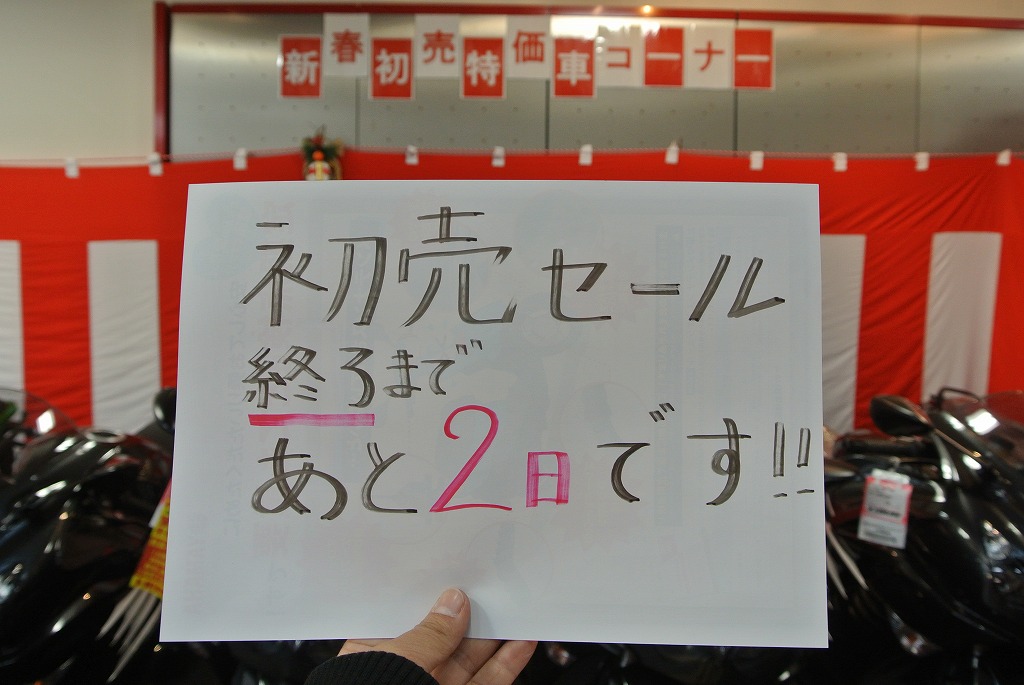 新春初売特価車コーナー
初売セール
終了まで
あと2日です!!